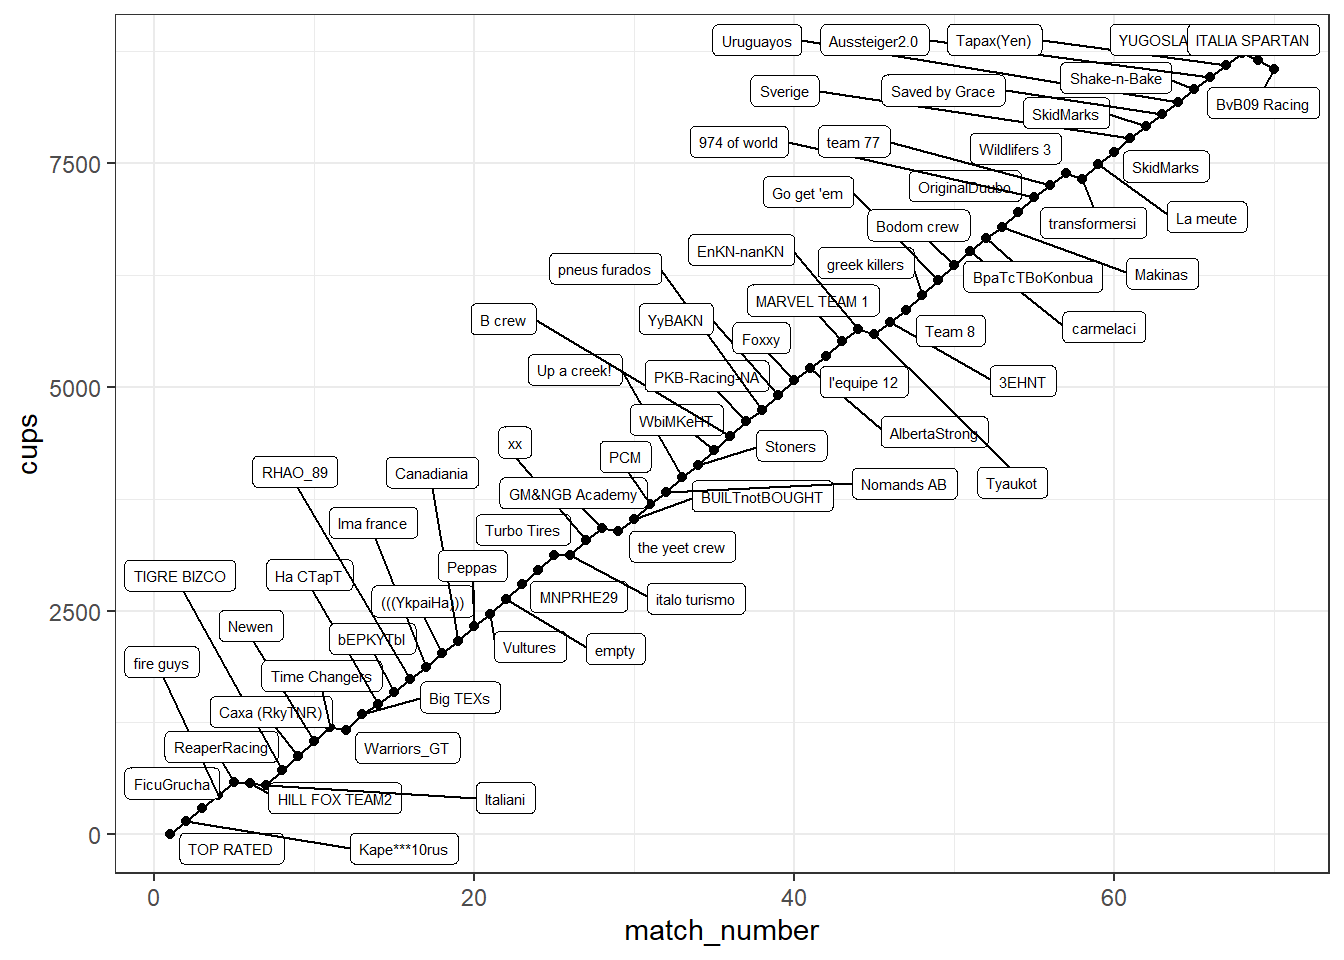 Uruguayos
Aussteiger2.0
Tapax(Yen)
YUGOSLA
ITALIA SPARTAN
Shake-n-Bake
Sverige
Saved by Grace
BvB09 Racing
SkidMarks
974 of world
team 77
Wildlifers 3
7500
SkidMarks
Go get 'em
OriginalDuubo
La meute
Bodom crew
transformersi
EnKN-nanKN
pneus furados
greek killers
BpaTcTBoKonbua
Makinas
MARVEL TEAM 1
B crew
YyBAKN
Foxxy
Team 8
carmelaci
Up a creek!
PKB-Racing-NA
l'equipe 12
3EHNT
5000
WbiMKeHT
AlbertaStrong
xx
PCM
Stoners
RHAO_89
Canadiania
GM&NGB Academy
BUILTnotBOUGHT
Nomands AB
Tyaukot
Ima france
Turbo Tires
the yeet crew
TIGRE BIZCO
Ha CTapT
Peppas
(((YkpaiHa)))
MNPRHE29
italo turismo
2500
Newen
bEPKYTbI
Vultures
empty
fire guys
Time Changers
Big TEXs
Caxa (RkyTNR)
ReaperRacing
Warriors_GT
FicuGrucha
HILL FOX TEAM2
Italiani
0
TOP RATED
Kape***10rus
0
20
40
60
match_number
cups